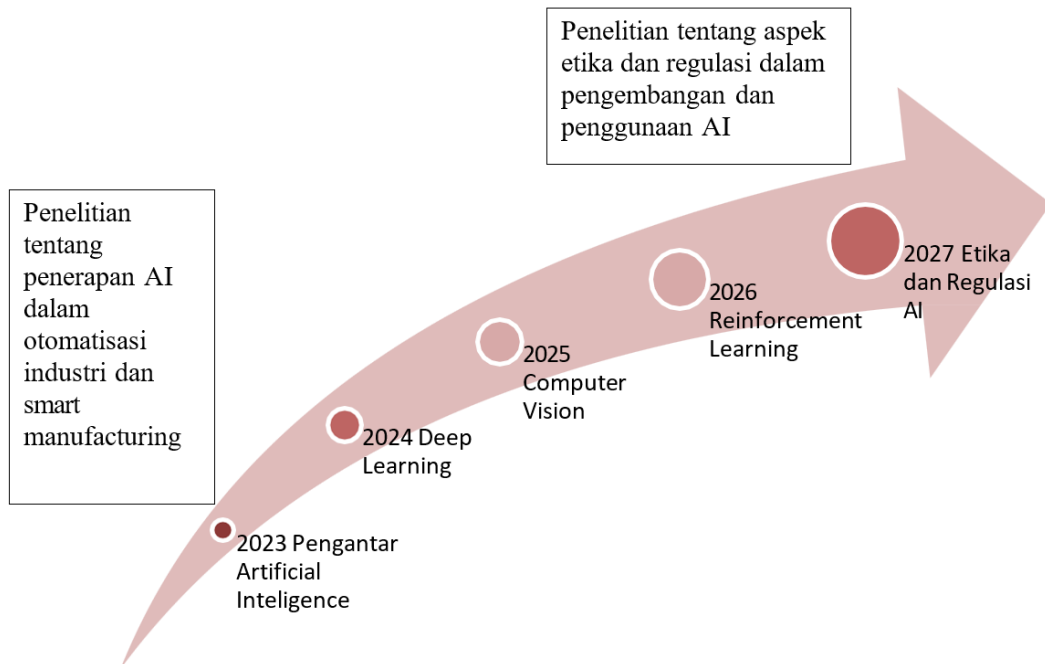 Penelitian tentang aspek
etika dan regulasi dalam
pengembangan dan
penggunaan AI
Penelitian
tentang
penerapan AI
dalam
otomatisasi
industri dan
smart
manufacturing
2023 Pengantar
Artificial
Inteligence
2024 Deep
Learning
2025
Computer
Vision
2026
Reinforcement
Learning
2027 Etika
dan Regulasi
AI